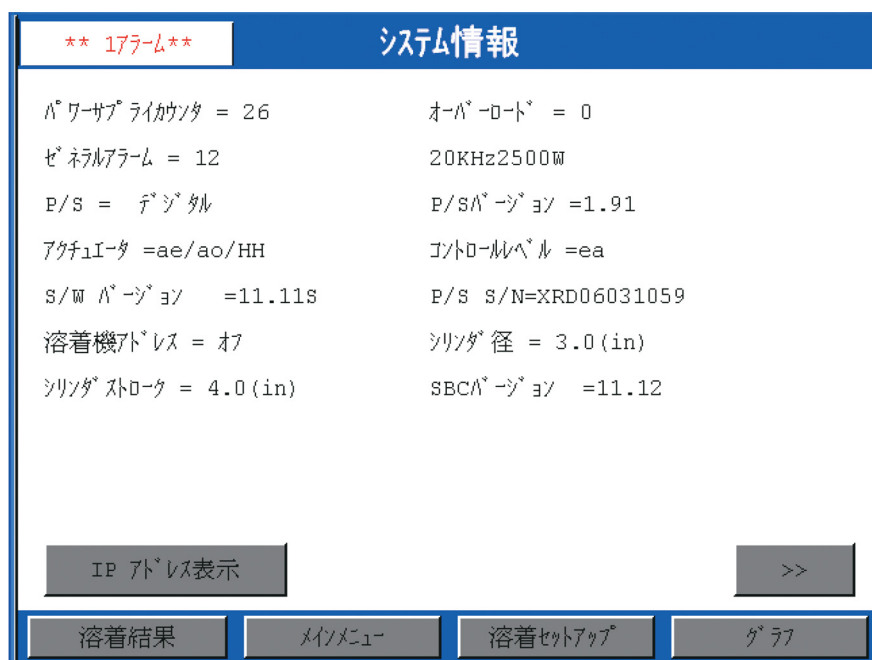 ** 1ｱﾗｰﾑ**
ｼｽﾃﾑ情報
ﾊﾟﾜｰｻﾌﾟﾗｲｶｳﾝﾀ = 26
ｵｰﾊﾞｰﾛｰﾄﾞ = 0
ｾﾞﾈﾗﾙｱﾗｰﾑ = 12
20KHz2500W
P/S = ﾃﾞｼﾞﾀﾙ
P/Sﾊﾞｰｼﾞｮﾝ =1.91
ｱｸﾁｭｴｰﾀ =ae/ao/HH
ｺﾝﾄﾛｰﾙﾚﾍﾞﾙ =ea
S/W ﾊﾞｰｼﾞｮﾝ =11.11S
P/S S/N=XRD06031059
溶着機ｱﾄﾞﾚｽ = ｵﾌ
ｼﾘﾝﾀﾞ径 = 3.0(in)
ｼﾘﾝﾀﾞｽﾄﾛｰｸ = 4.0(in)
SBCﾊﾞｰｼﾞｮﾝ =11.12
IP ｱﾄﾞﾚｽ表示
>>
溶着結果
ﾒｲﾝﾒﾆｭｰ
溶着ｾｯﾄｱｯﾌﾟ
ｸﾞﾗﾌ